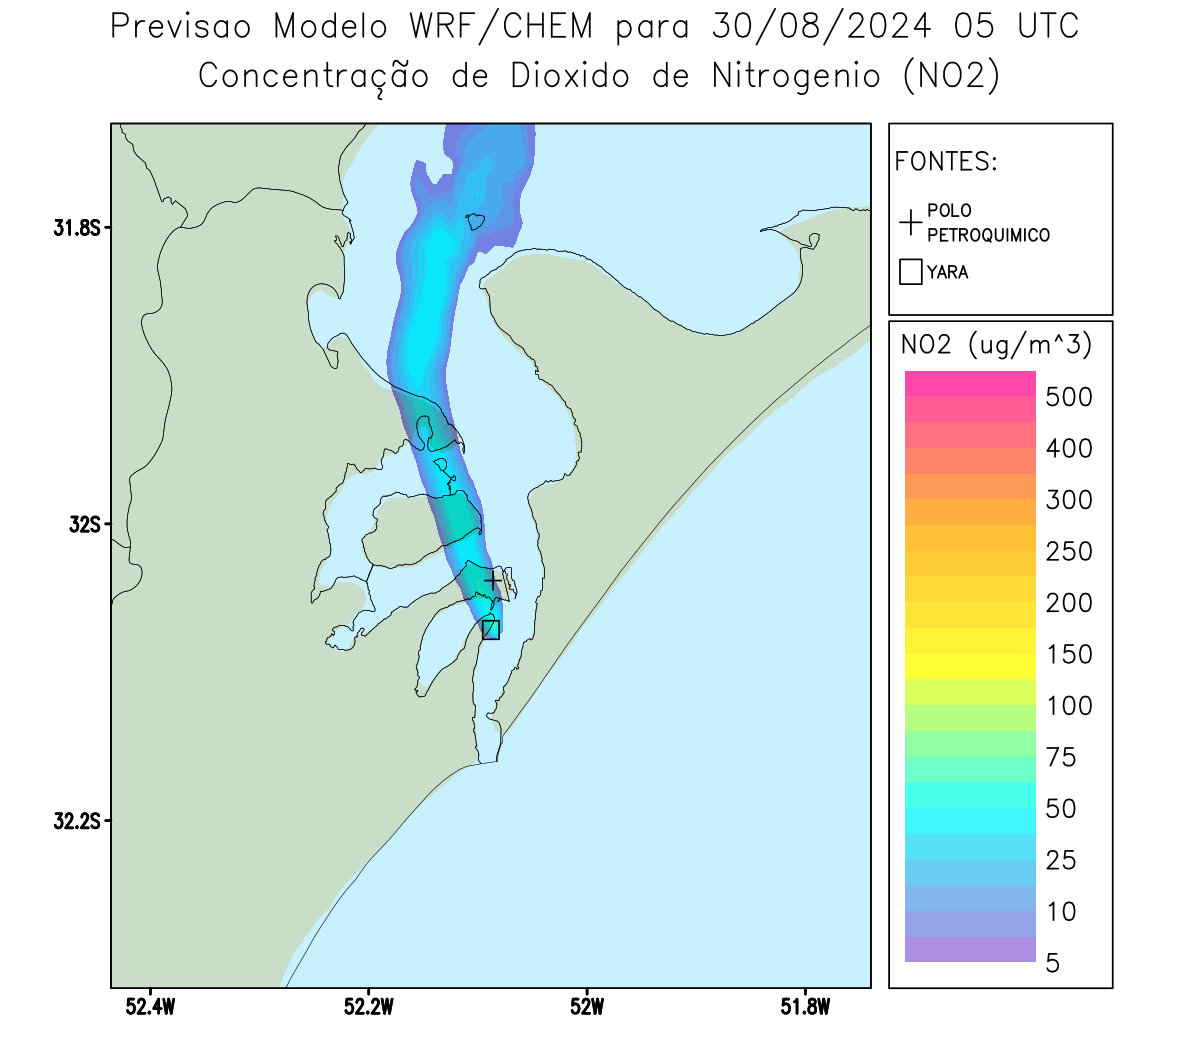 Previsao Modelo WRF/CHEM para 30/08/2024 05 UTC
Concentração de Dioxido de Nitrogenio (NO2)
FONTES:
POLO
PETROQUIMICO
YARA
31.8S
32S
32.2S
52.4W
52.2W
52W
51.8W
NO2 (ug/m^3)
500
400
300
250
200
150
100
75
50
25
10
5